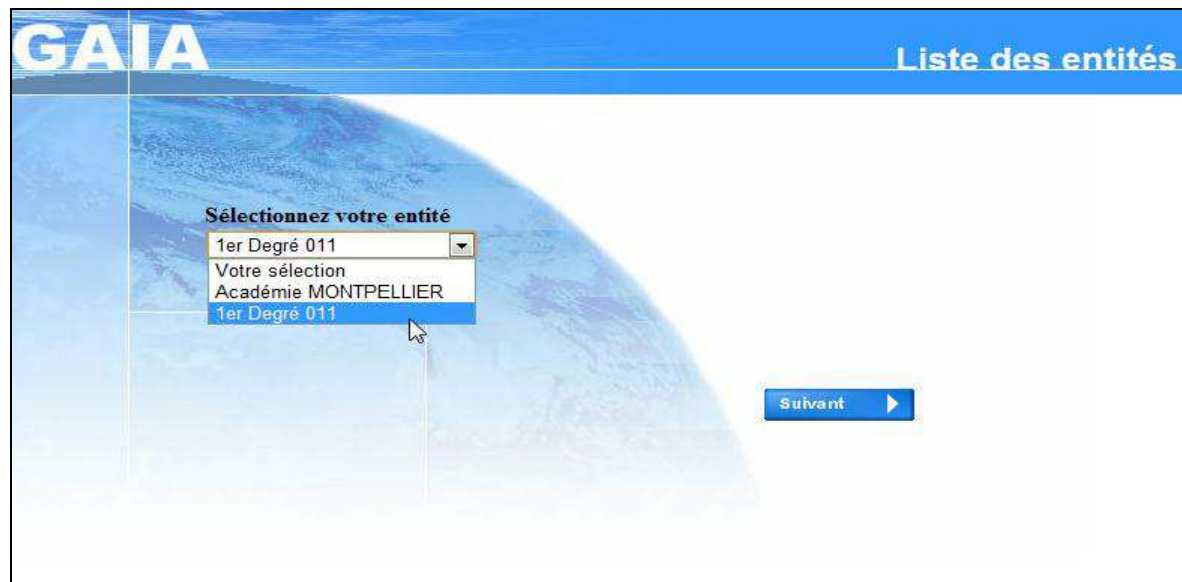 GAIA
Liste des entités
Sélectionnez votre entité
1er Degré 011
Votre sélection
Académie MONTPELLIER
1er Degré 011
Suivant